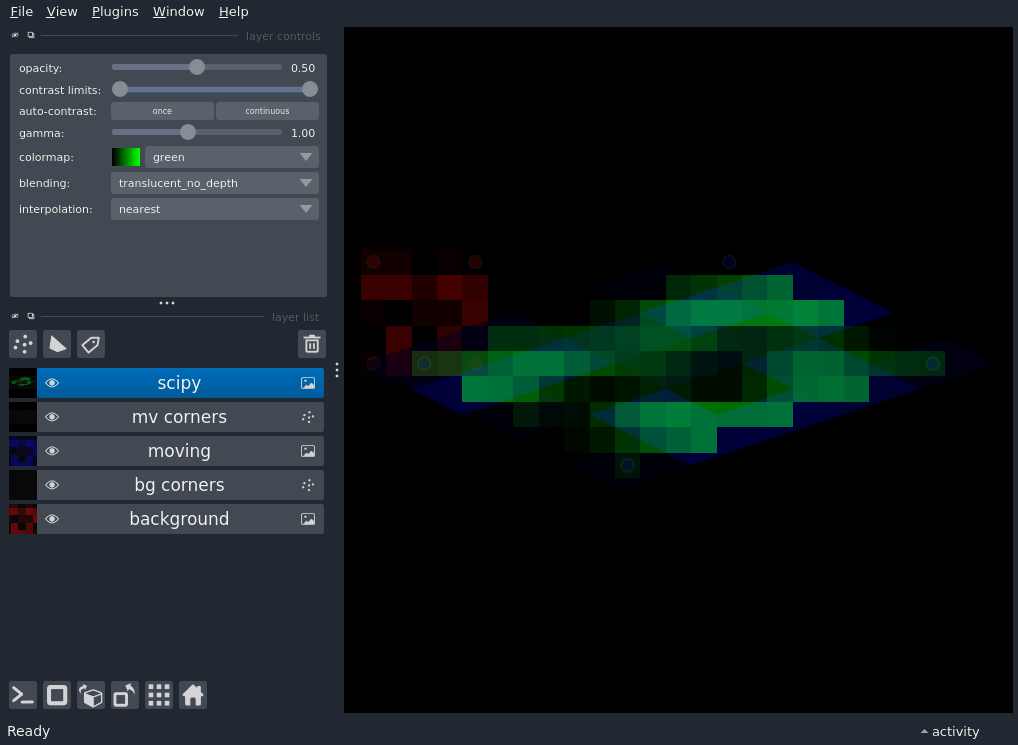 File View Plugins Window Help
layer controls
opacity: 0.50
contrast limits:
auto-contrast: once continuous
gamma: 1.00
colormap: green
blending: translucent_no_depth
interpolation: nearest
layer list
scipy
mv corners
moving
bg corners
background
Ready
activity